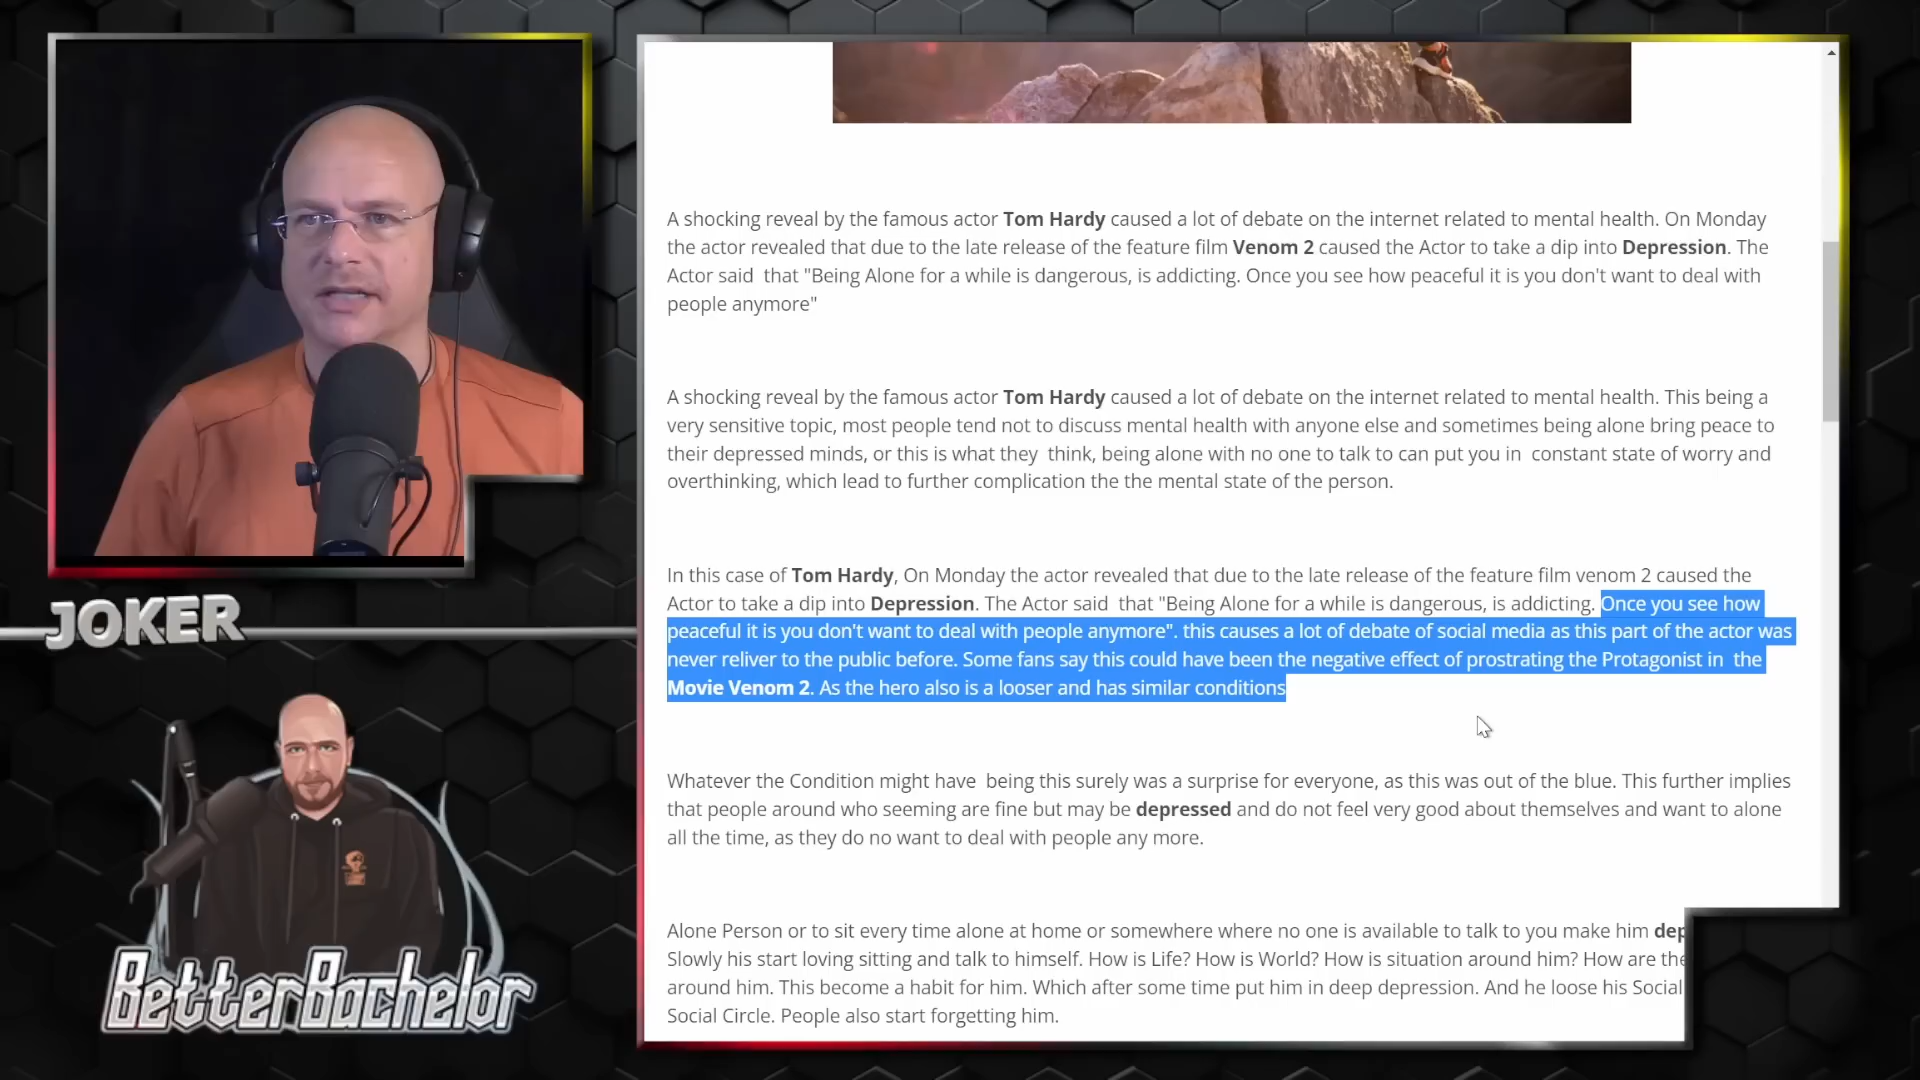 A shocking reveal by the famous actor Tom Hardy caused a lot of debate on the internet related to mental health. On Monday
the actor revealed that due to the late release of the feature film Venom 2 caused the Actor to take a dip into Depression. The
Actor said  that "Being Alone for a while is dangerous, is addicting. Once you see how peaceful it is you don't want to deal with
people anymore"
A shocking reveal by the famous actor Tom Hardy caused a lot of debate on the internet related to mental health. This being a
very sensitive topic, most people tend not to discuss mental health with anyone else and sometimes being alone bring peace to
their depressed minds, or this is what they  think, being alone with no one to talk to can put you in  constant state of worry and
overthinking, which lead to further complication the the mental state of the person.
In this case of Tom Hardy, On Monday the actor revealed that due to the late release of the feature film venom 2 caused the
Actor to take a dip into Depression. The Actor said  that "Being Alone for a while is dangerous, is addicting. Once you see how
peaceful it is you don't want to deal with people anymore". this causes a lot of debate of social media as this part of the actor was
never reliver to the public before. Some fans say this could have been the negative effect of prostrating the Protagonist in  the
Movie Venom 2. As the hero also is a looser and has similar conditions
Whatever the Condition might have  being this surely was a surprise for everyone, as this was out of the blue. This further implies
that people around who seeming are fine but may be depressed and do not feel very good about themselves and want to alone
all the time, as they do no want to deal with people any more.
Alone Person or to sit every time alone at home or somewhere where no one is available to talk to you make him dep
Slowly his start loving sitting and talk to himself. How is Life? How is World? How is situation around him? How are the
around him. This become a habit for him. Which after some time put him in deep depression. And he loose his Social
Social Circle. People also start forgetting him.
JOKER
BetterBachelor